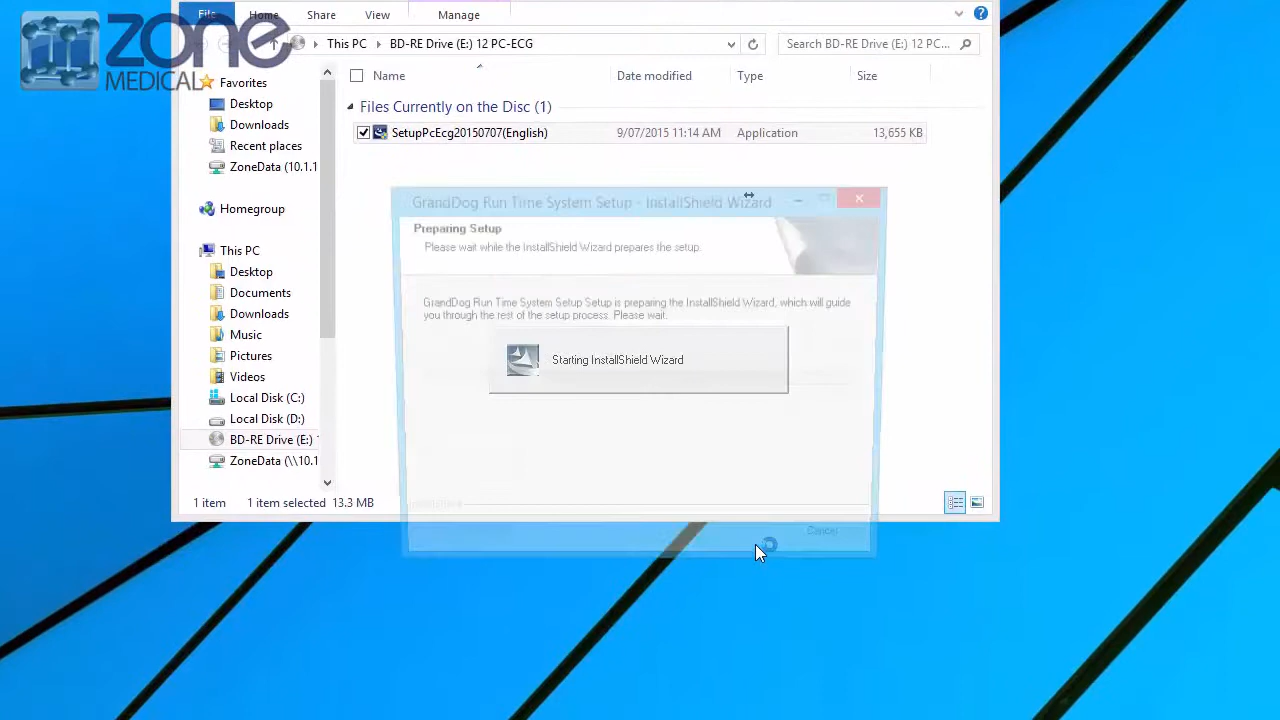 zone
MEDICAL
File
Home
Share
View
Manage
This PC
BD-RE Drive (E:) 12 PC-ECG
Search BD-RE Drive (E:) 12 PC...
Name
Date modified
Type
Size
Favorites
Desktop
Downloads
Recent places
ZoneData (10.1.1
Homegroup
This PC
Desktop
Documents
Downloads
Music
Pictures
Videos
Local Disk (C:)
Local Disk (D:)
BD-RE Drive (E:) 1
ZoneData (\\10.1
Files Currently on the Disc (1)
SetupPcEcg20150707(English)
9/07/2015 11:14 AM
Application
13,655 KB
GrandDog Run Time System Setup - InstallShield Wizard
Preparing Setup
Please wait while the InstallShield Wizard prepares the setup.
GrandDog Run Time System Setup Setup is preparing the InstallShield Wizard, which will guide
you through the rest of the setup process. Please wait.
Starting InstallShield Wizard
Cancel
1 item
1 item selected
13.3 MB